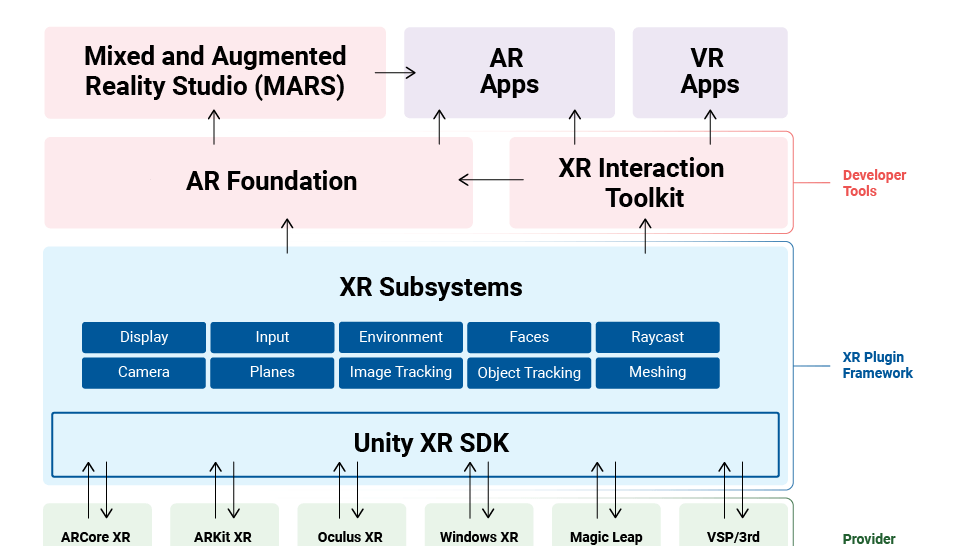 Mixed and Augmented
Reality Studio (MARS)
AR
Apps
VR
Apps
AR Foundation
XR Interaction
Toolkit
Developer
Tools
XR Subsystems
Display
Input
Environment
Faces
Raycast
Camera
Planes
Image Tracking
Object Tracking
Meshing
XR Plugin
Framework
Unity XR SDK
ARCore XR
ARKit XR
Oculus XR
Windows XR
Magic Leap
VSP/3rd
Provider